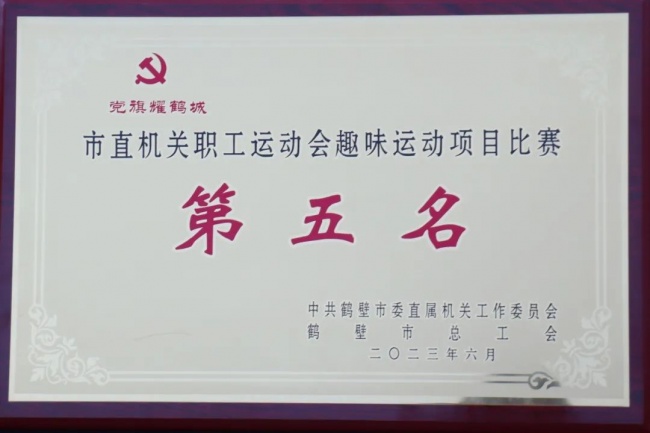 党旗耀鹤城
市直机关职工运动会趣味运动项目比赛
第五名
中共鹤壁市委直属机关工作委员会
鹤壁市总工会
二〇二三年六月